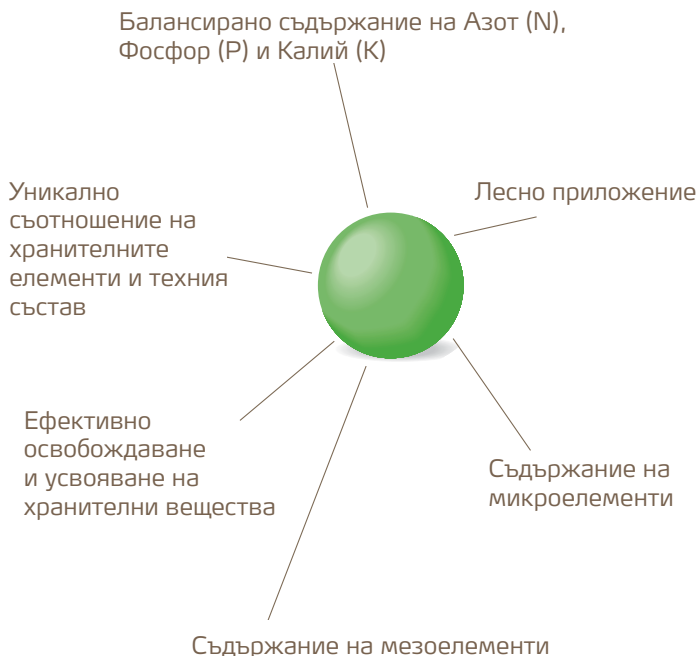 Балансирано съдържание на Азот (N),
Фосфор (P) и Калий (K)
Уникално
съотношение на
хранителните
елементи и техния
състав
Лесно приложение
Ефективно
освобождаване
и усвояване на
хранителни вещества
Съдържание на
микроелементи
Съдържание на мезоелементи